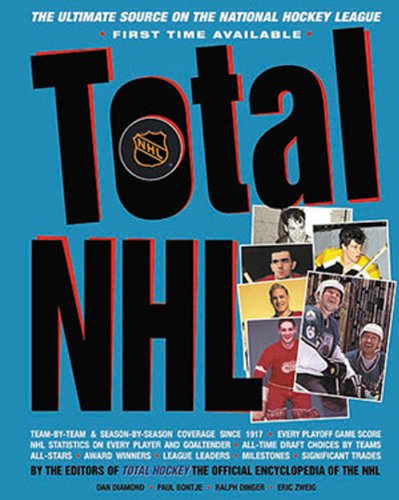 THE ULTIMATE SOURCE ON THE NATIONAL HOCKEY LEAGUE
• FIRST TIME AVAILABLE •
Total
NHL
NHL
TEAM-BY-TEAM & SEASON-BY-SEASON COVERAGE SINCE 1917 • EVERY PLAYOFF GAME SCORE
NHL STATISTICS ON EVERY PLAYER AND GOALTENDER • ALL-TIME DRAFT CHOICES BY TEAMS
ALL-STARS • AWARD WINNERS • LEAGUE LEADERS • MILESTONES • SIGNIFICANT TRADES
BY THE EDITORS OF TOTAL HOCKEY THE OFFICIAL ENCYCLOPEDIA OF THE NHL
DAN DIAMOND • PAUL BONTJE • RALPH DINGER • ERIC ZWEIG